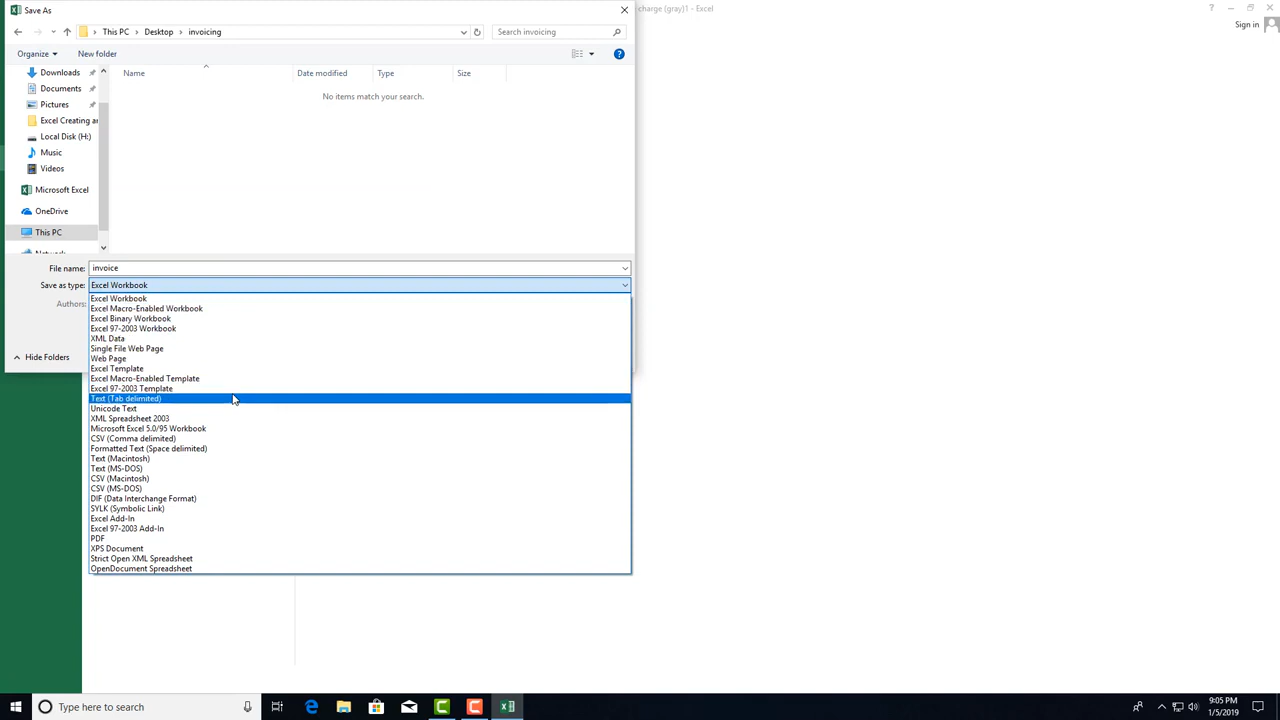 Save As
charge (gray)1 - Excel
Sign in
This PC
Desktop
invoicing
Search invoicing
Organize
New folder
Name
Date modified
Type
Size
No items match your search.
Downloads
Documents
Pictures
Excel Creating ar
Local Disk (H:)
Music
Videos
Microsoft Excel
OneDrive
This PC
Network
File name:
invoice
Save as type:
Excel Workbook
Authors:
Excel Workbook
Excel Macro-Enabled Workbook
Excel Binary Workbook
Excel 97-2003 Workbook
XML Data
Single File Web Page
Web Page
Excel Template
Excel Macro-Enabled Template
Excel 97-2003 Template
Text (Tab delimited)
Unicode Text
XML Spreadsheet 2003
Microsoft Excel 5.0/95 Workbook
CSV (Comma delimited)
Formatted Text (Space delimited)
Text (Macintosh)
Text (MS-DOS)
CSV (Macintosh)
CSV (MS-DOS)
DIF (Data Interchange Format)
SYLK (Symbolic Link)
Excel Add-In
Excel 97-2003 Add-In
PDF
XPS Document
Strict Open XML Spreadsheet
OpenDocument Spreadsheet
Hide Folders
Type here to search
9:05 PM
1/5/2019